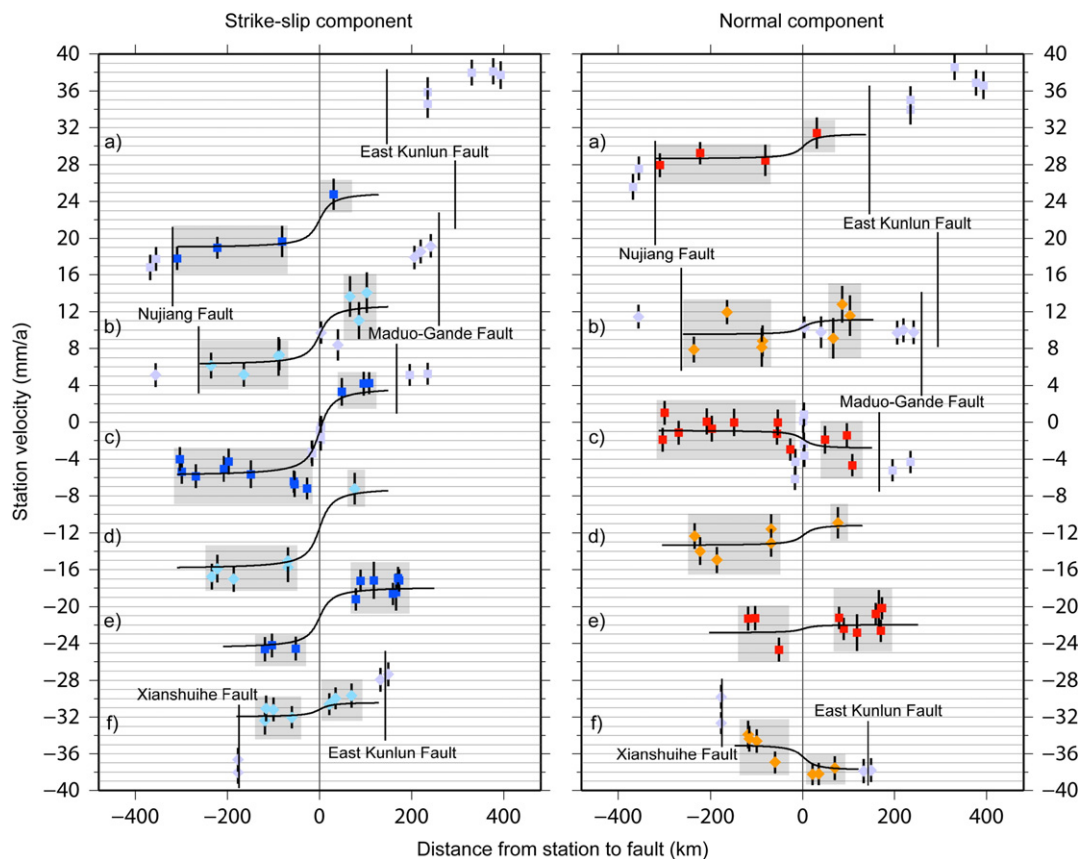 Strike-slip component
Normal component
Station velocity (mm/a)
40
36
32
28
24
20
16
12
8
4
0
−4
−8
−12
−16
−20
−24
−28
−32
−36
−40
a)
b)
c)
d)
e)
f)
East Kunlun Fault
Nujiang Fault
Nujiang Fault
Maduo-Gande Fault
Xianshuihe Fault
East Kunlun Fault
−400
−200
0
200
400
a)
b)
c)
d)
e)
f)
East Kunlun Fault
Nujiang Fault
Maduo-Gande Fault
East Kunlun Fault
Xianshuihe Fault
40
36
32
28
24
20
16
12
8
4
0
−4
−8
−12
−16
−20
−24
−28
−32
−36
−40
−400
−200
0
200
400
Distance from station to fault (km)